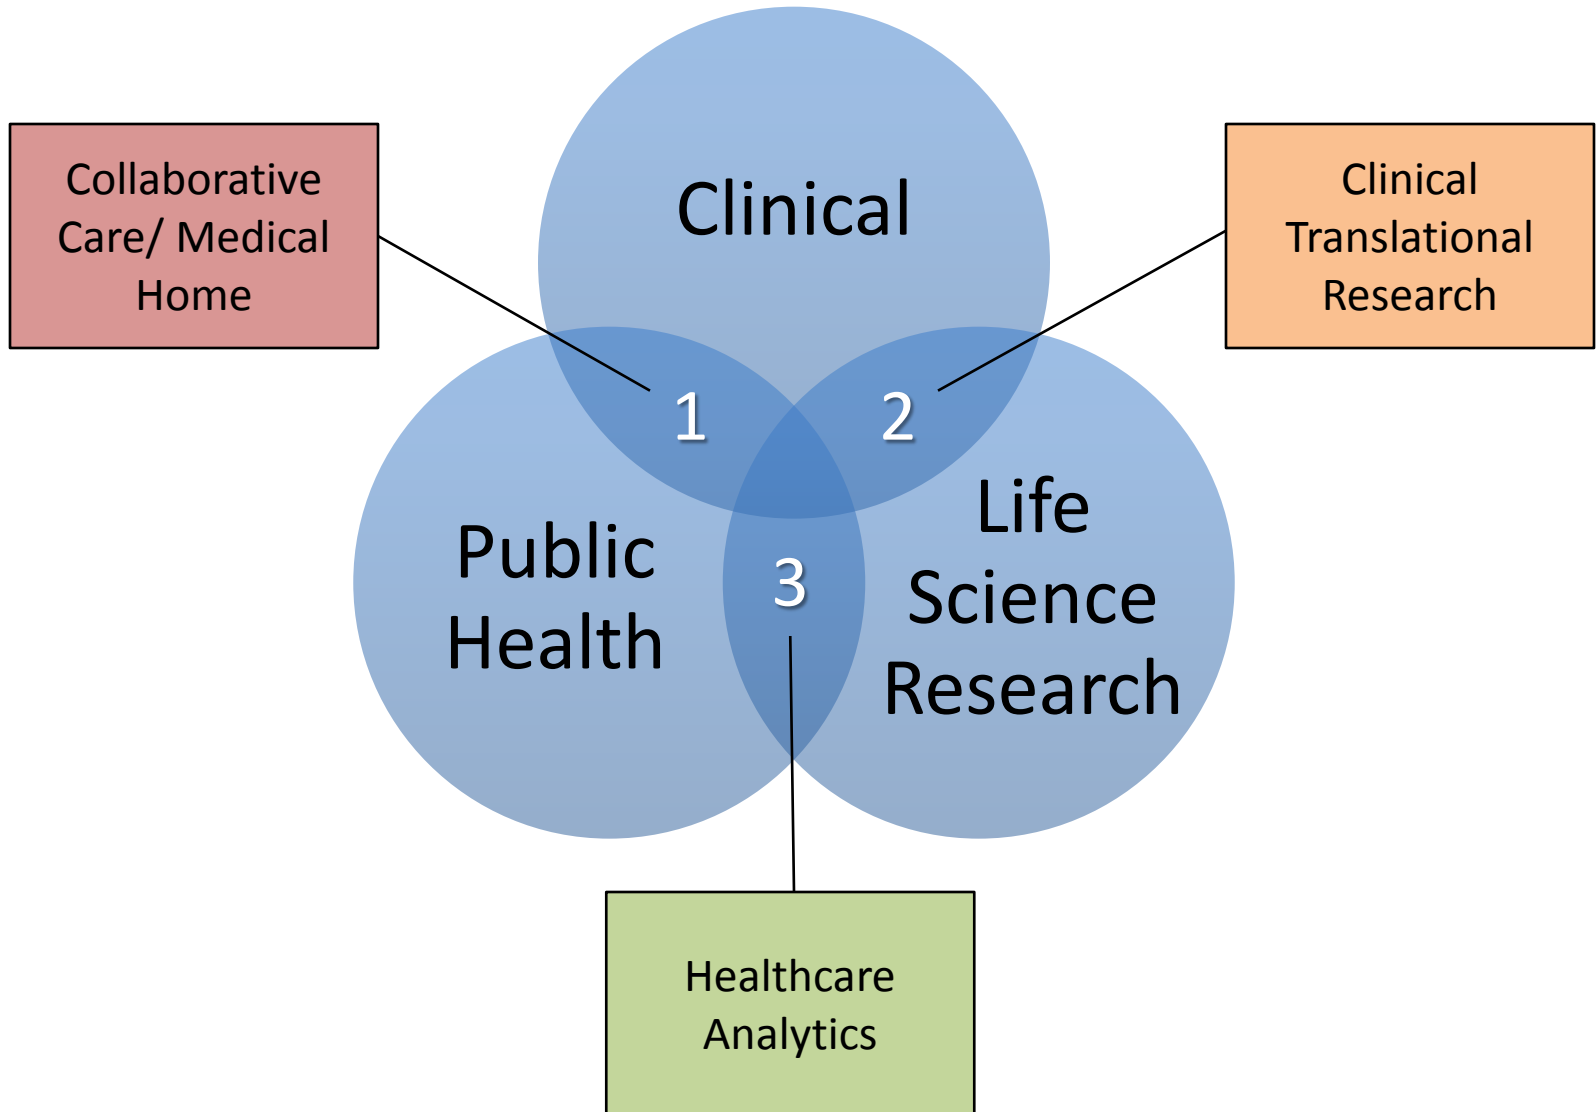 Clinical
Collaborative
Care/ Medical
Home
Clinical
Translational
Research
1
2
Public
Health
3
Life
Science
Research
Healthcare
Analytics